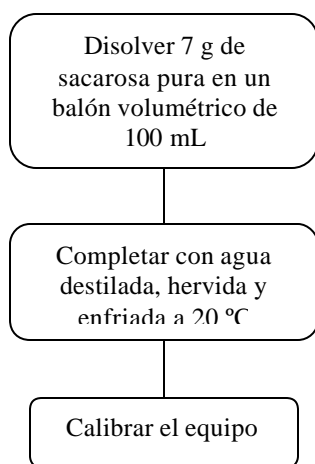 Disolver 7 g de
sacarosa pura en un
balón volumétrico de
100 mL
Completar con agua
destilada, hervida y
enfriada a 20 ºC
Calibrar el equipo